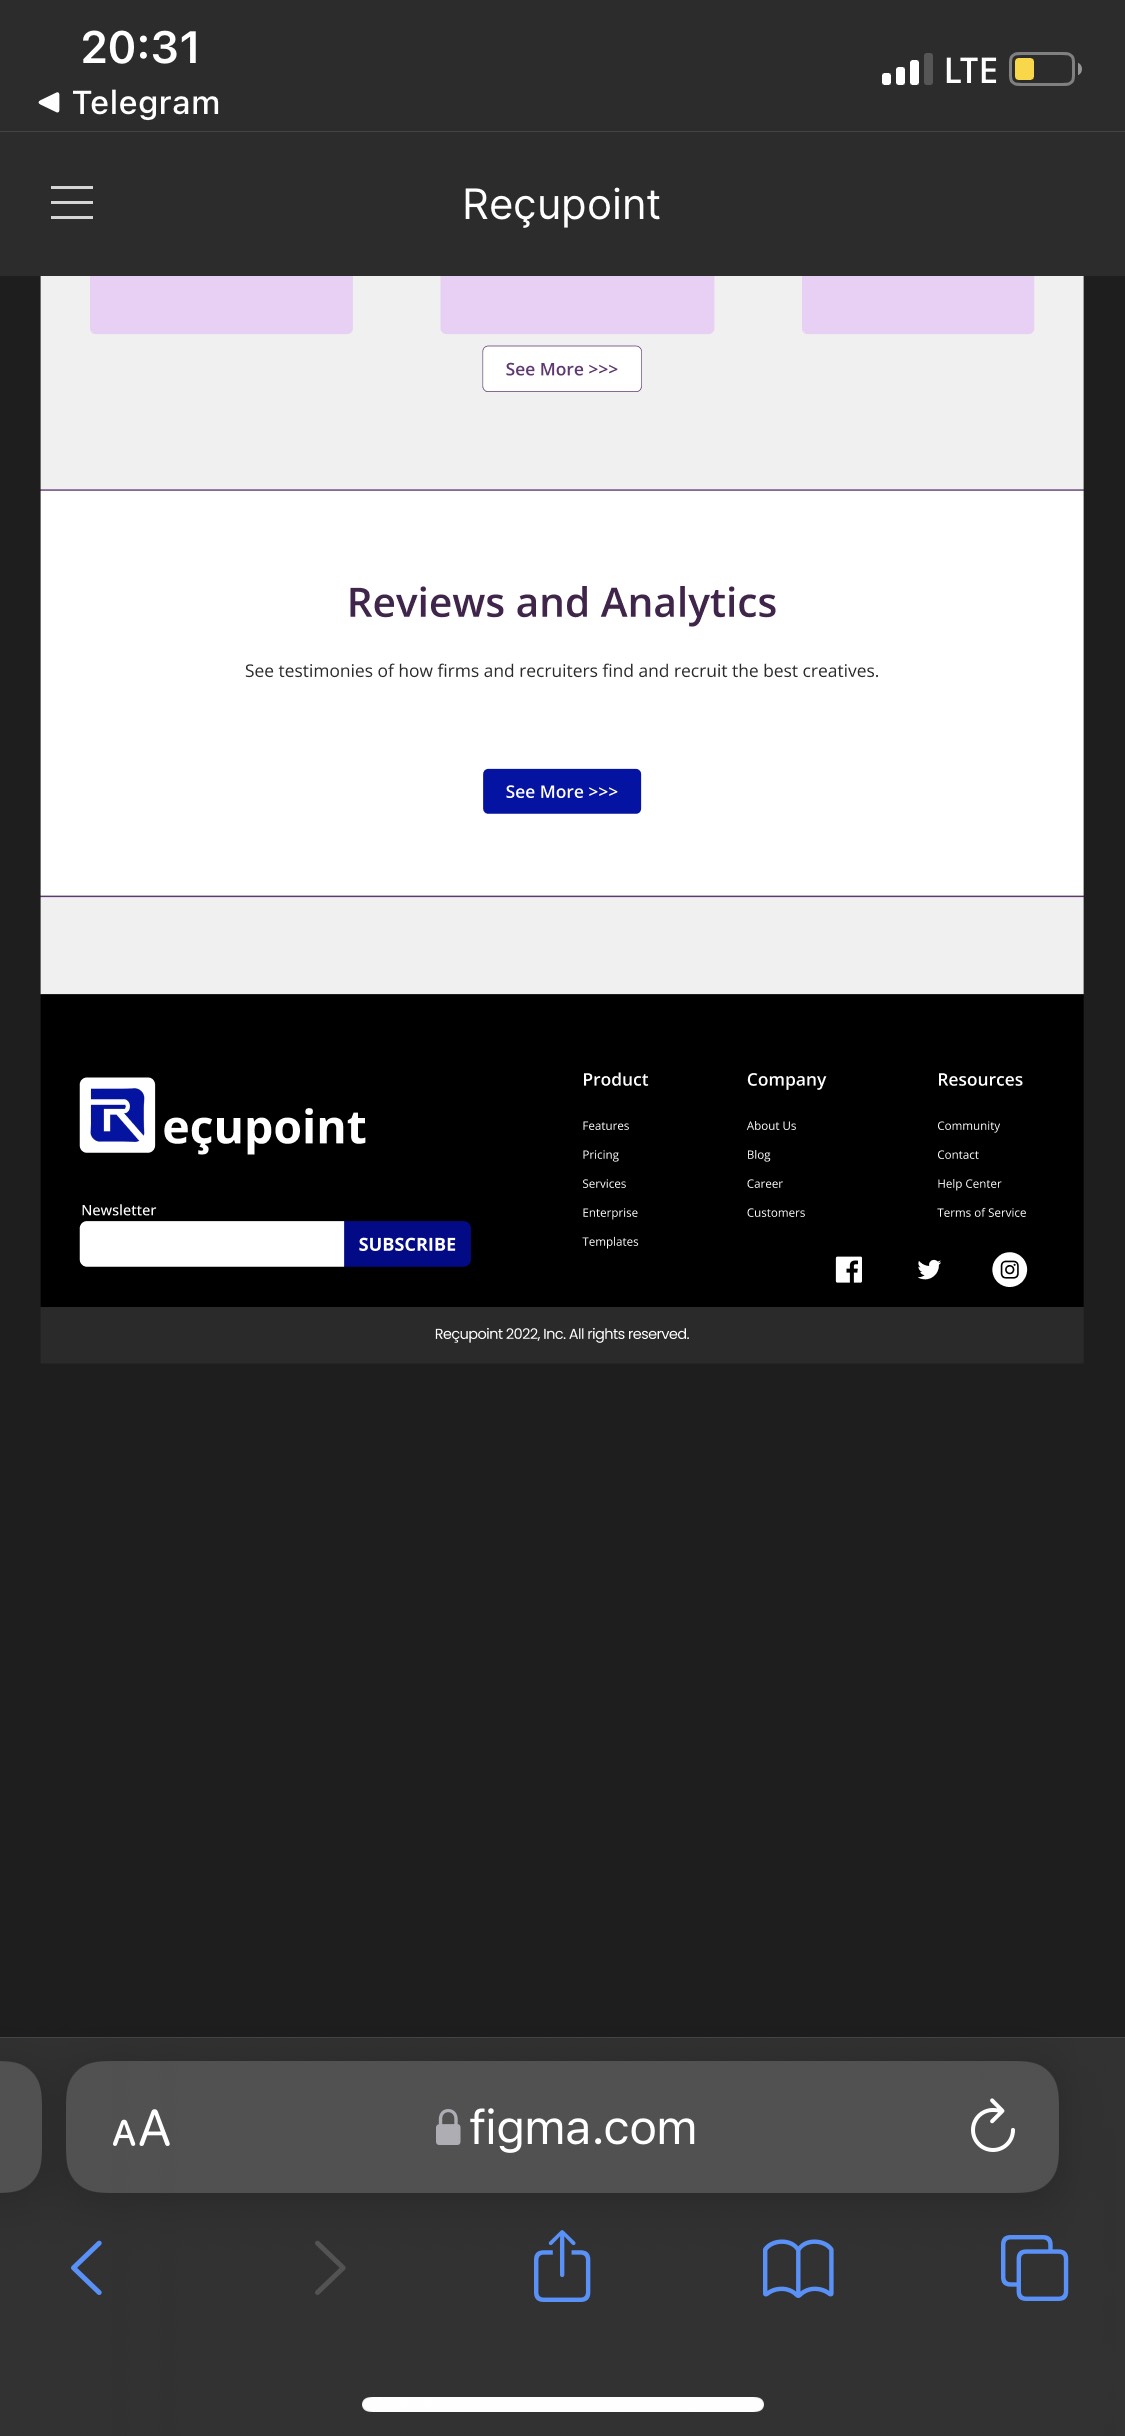 20:31
LTE
Telegram
Reçupoint
See More >>>
Reviews and Analytics
See testimonies of how firms and recruiters find and recruit the best creatives.
See More >>>
Reçupoint
Newsletter
SUBSCRIBE
Product
Features
Pricing
Services
Enterprise
Templates
Company
About Us
Blog
Career
Customers
Resources
Community
Contact
Help Center
Terms of Service
Reçupoint 2022, Inc. All rights reserved.
AA
figma.com